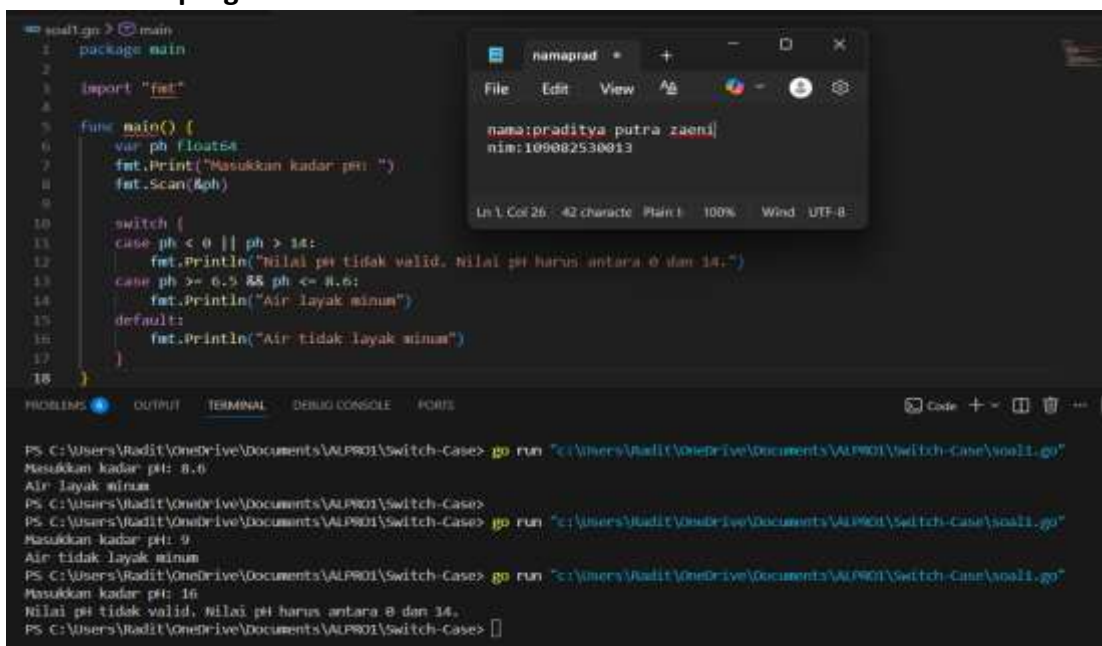 soal1.go > main
1 package main
2
3 import "fmt"
4
5 func main() {
6 var ph float64
7 fmt.Print("Masukkan kadar pH: ")
8 fmt.Scan(&ph)
9
10 switch {
11 case ph < 0 || ph > 14:
12 fmt.Println("Nilai pH tidak valid. Nilai pH harus antara 0 dan 14.")
13 case ph >= 6.5 && ph <= 8.6:
14 fmt.Println("Air layak minum")
15 default:
16 fmt.Println("Air tidak layak minum")
17 }
18 }
namaprad
File Edit View
nama:praditya putra zaeni
nim:109082530013
Ln 1, Col 26 42 characte Plain t 100% Wind UTF-8
PROBLEMS OUTPUT TERMINAL DEBUG CONSOLE PORTS
Code
PS C:\Users\Radit\OneDrive\Documents\ALPRO1\Switch-Case> go run "c:\Users\Radit\OneDrive\Documents\ALPRO1\Switch-Case\soal1.go"
Masukkan kadar pH: 8.6
Air layak minum
PS C:\Users\Radit\OneDrive\Documents\ALPRO1\Switch-Case>
PS C:\Users\Radit\OneDrive\Documents\ALPRO1\Switch-Case> go run "c:\Users\Radit\OneDrive\Documents\ALPRO1\Switch-Case\soal1.go"
Masukkan kadar pH: 9
Air tidak layak minum
PS C:\Users\Radit\OneDrive\Documents\ALPRO1\Switch-Case> go run "c:\Users\Radit\OneDrive\Documents\ALPRO1\Switch-Case\soal1.go"
Masukkan kadar pH: 16
Nilai pH tidak valid. Nilai pH harus antara 0 dan 14.
PS C:\Users\Radit\OneDrive\Documents\ALPRO1\Switch-Case>